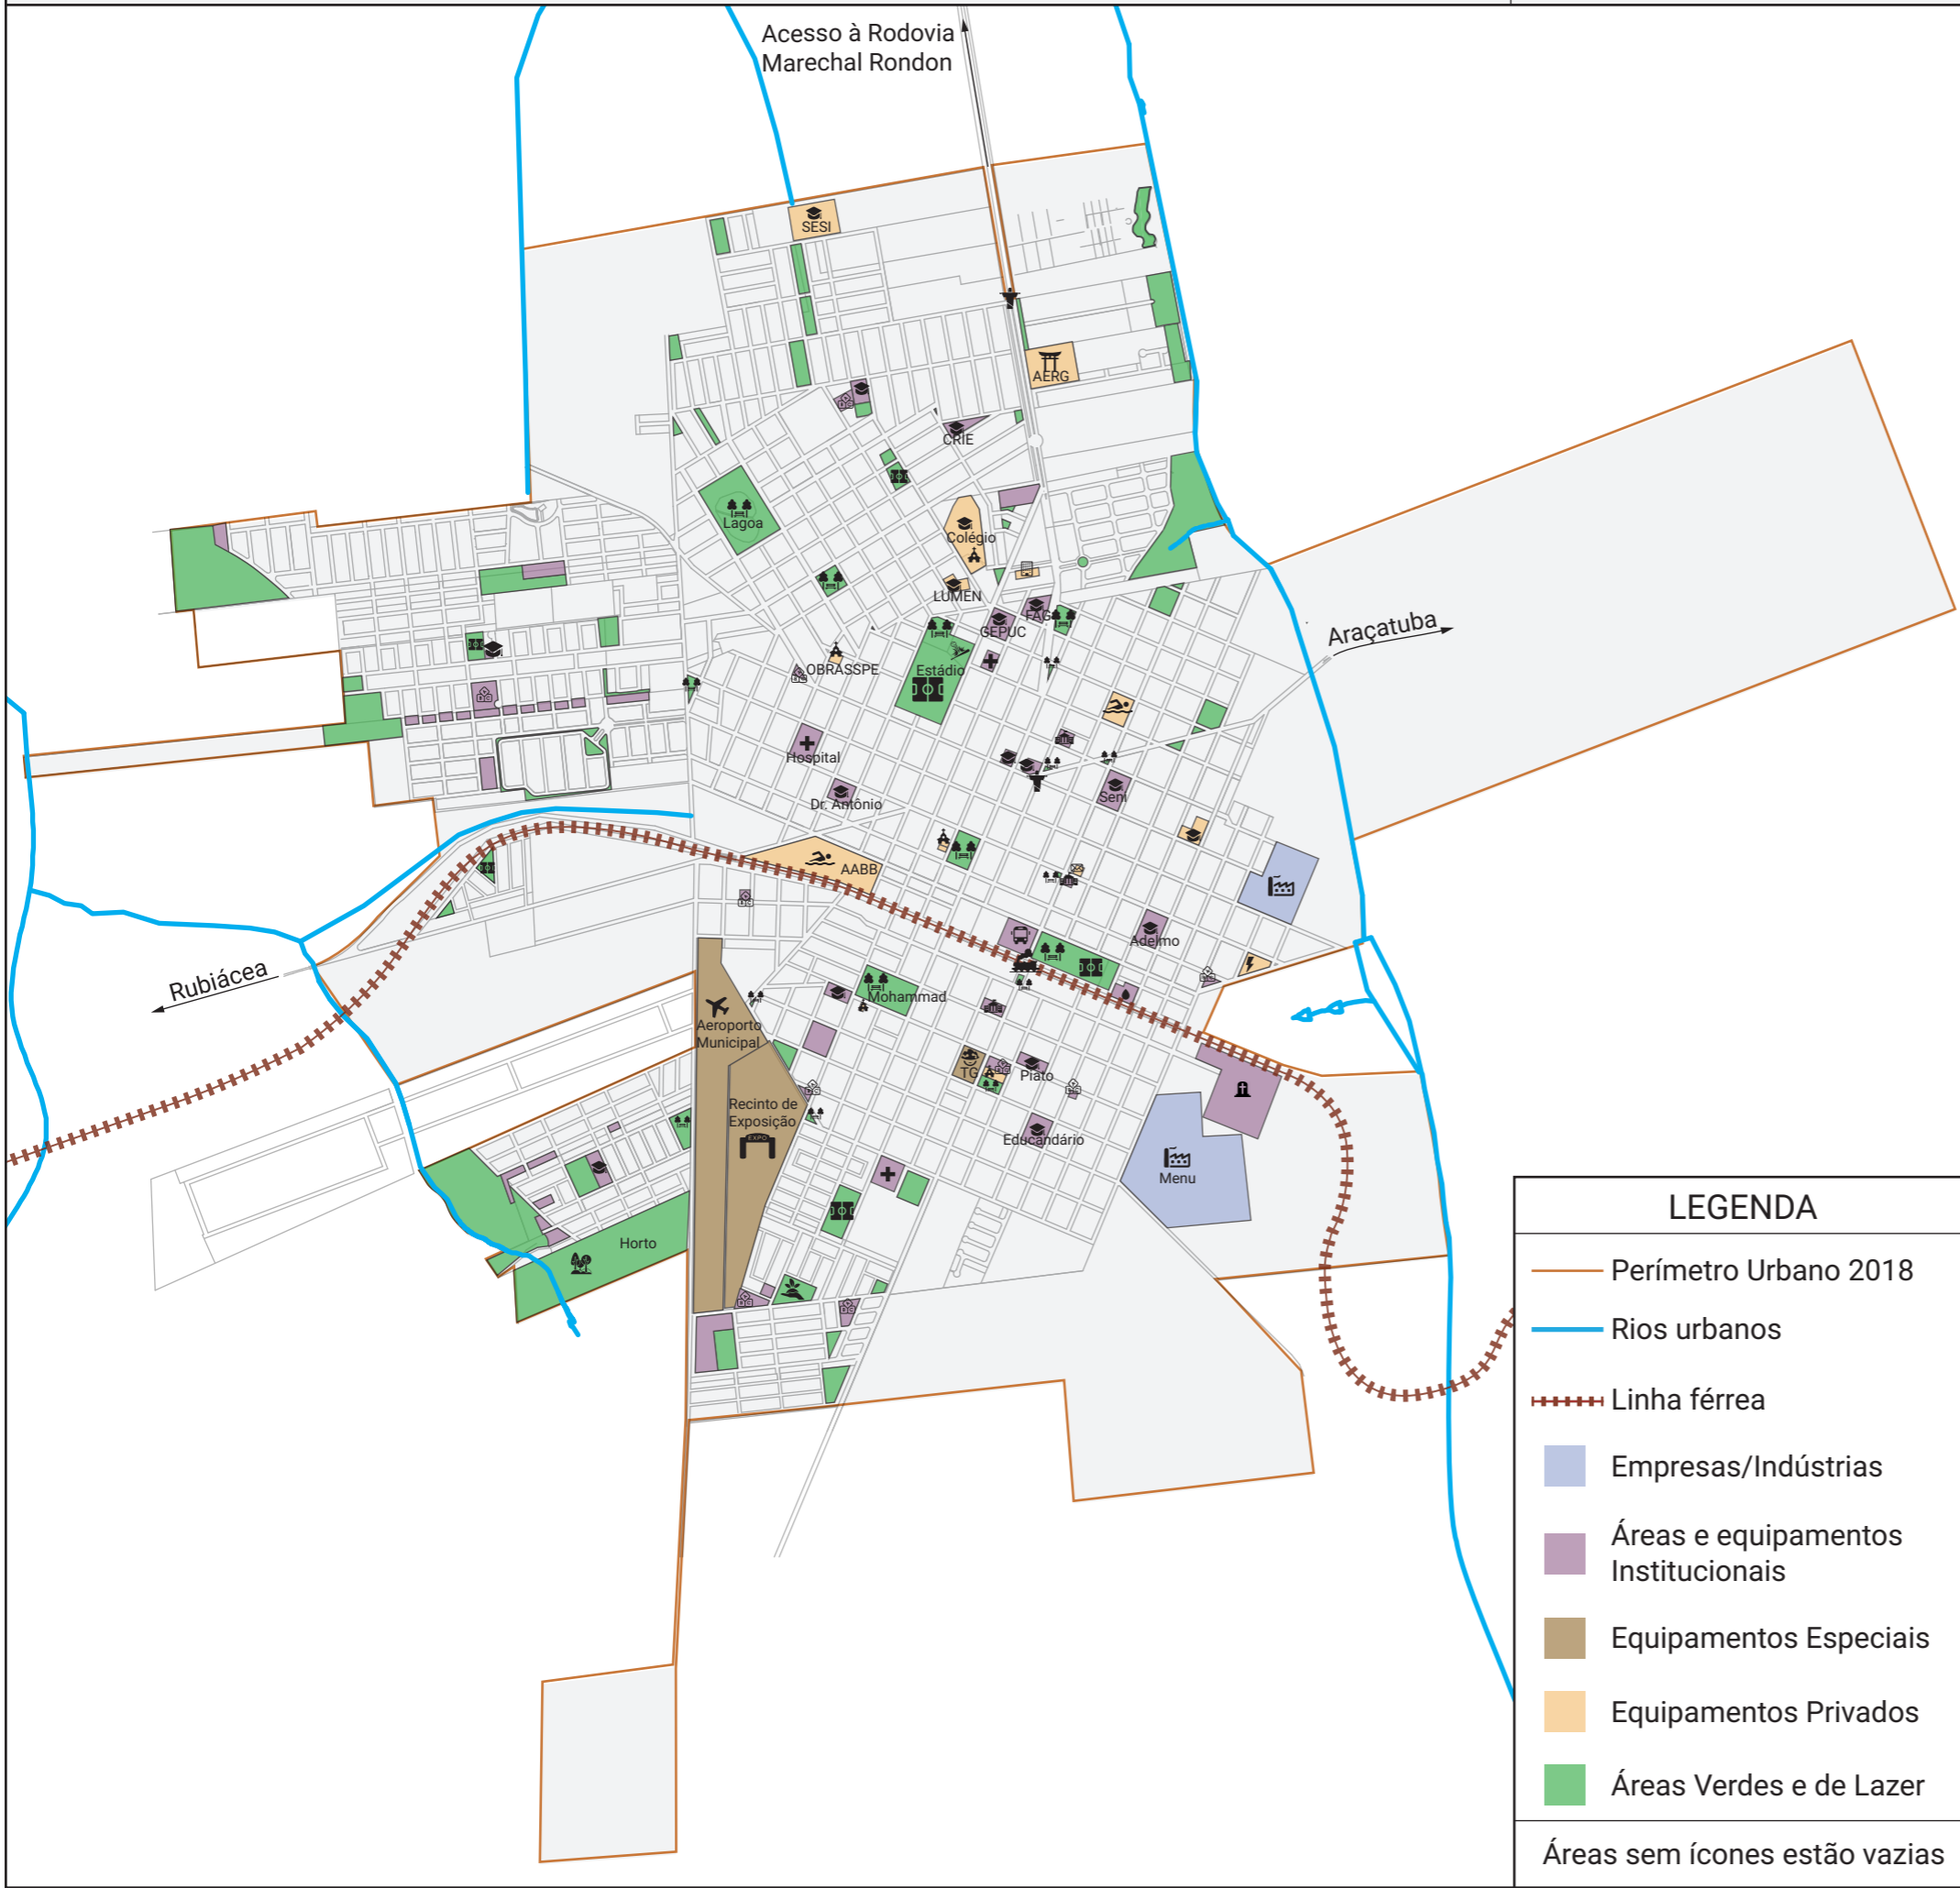 Acesso à Rodovia
Marechal Rondon
SESI
AERG
CRIE
Lagoa
Colégio
LUMEN
FAG
GEPUC
OBRASSPE
Estádio
Araçatuba
Hospital
Seni
Dr. Antônio
AABB
Adelmo
Rubiácea
Mohammad
Aeroporto
Municipal
TG
Piato
Recinto de
Exposição
EXPO
Educandário
Menu
Horto
LEGENDA
Perímetro Urbano 2018
Rios urbanos
Linha férrea
Empresas/Indústrias
Áreas e equipamentos
Institucionais
Equipamentos Especiais
Equipamentos Privados
Áreas Verdes e de Lazer
Áreas sem ícones estão vazias